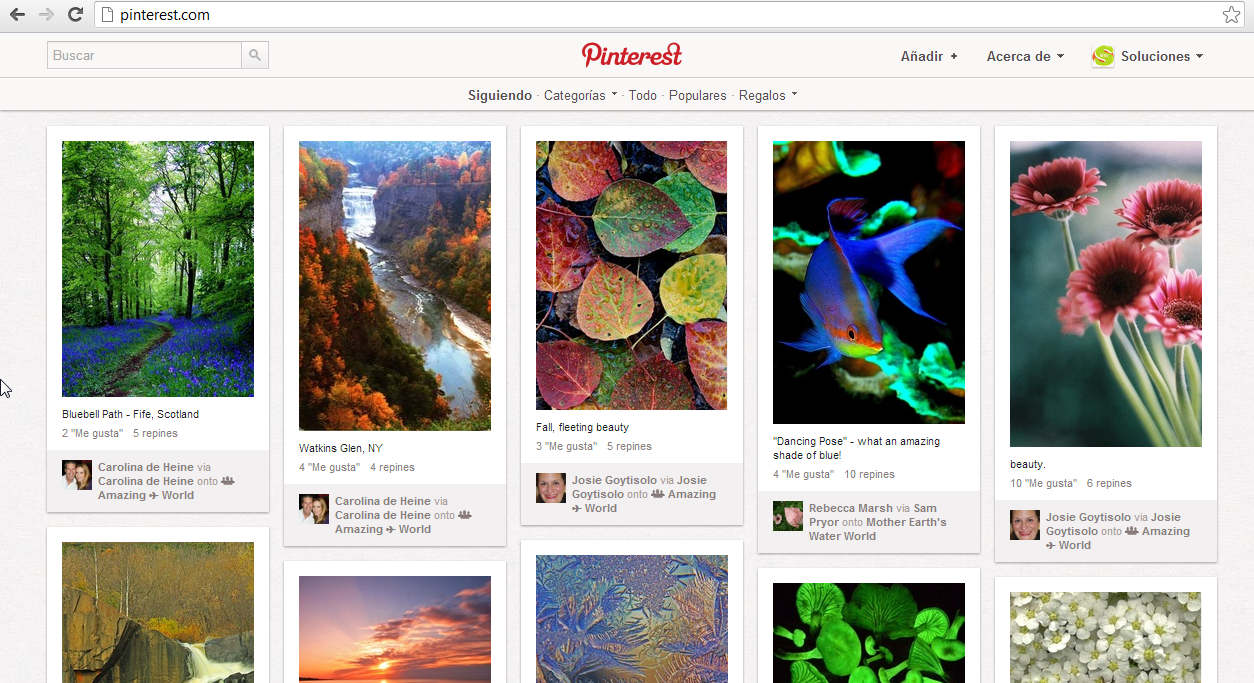 pinterest.com
Buscar
Pinterest
Añadir +
Acerca de
Soluciones
Siguiendo · Categorías · Todo · Populares · Regalos
Bluebell Path - Fife, Scotland
2 "Me gusta" 5 repines
Carolina de Heine via
Carolina de Heine onto
Amazing ✈ World
Watkins Glen, NY
4 "Me gusta" 4 repines
Carolina de Heine via
Carolina de Heine onto
Amazing ✈ World
Fall, fleeting beauty
3 "Me gusta" 5 repines
Josie Goytisolo via Josie
Goytisolo onto Amazing
✈ World
"Dancing Pose" - what an amazing
shade of blue!
4 "Me gusta" 10 repines
Rebecca Marsh via Sam
Pryor onto Mother Earth's
Water World
beauty.
10 "Me gusta" 6 repines
Josie Goytisolo via Josie
Goytisolo onto Amazing
✈ World